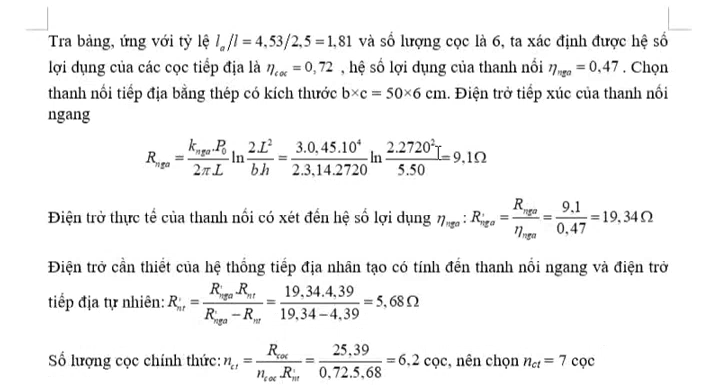 Tra bảng, ứng với tỷ lệ lₐ/l = 4,53/2,5 = 1,81 và số lượng cọc là 6, ta xác định được hệ số
lợi dụng của các cọc tiếp địa là η_coc = 0,72 , hệ số lợi dụng của thanh nối η_nga = 0,47 . Chọn
thanh nối tiếp địa bằng thép có kích thước b×c = 50×6 cm. Điện trở tiếp xúc của thanh nối
ngang
R_nga = (k_nga.P₀)/(2πL) ln (2.L²)/(bh) = (3.0,45.10⁴)/(2.3,14.2720) ln (2.2720²)/(5.50) = 9,1Ω
Điện trở thực tế của thanh nối có xét đến hệ số lợi dụng η_nga : R'_nga = R_nga/η_nga = 9,1/0,47 = 19,34Ω
Điện trở cần thiết của hệ thống tiếp địa nhân tạo có tính đến thanh nối ngang và điện trở
tiếp địa tự nhiên: R'_nt = (R'_nga.R_nt)/(R'_nga − R_nt) = (19,34.4,39)/(19,34 − 4,39) = 5,68Ω
Số lượng cọc chính thức: n_ct = R_coc/(η_coc.R'_nt) = 25,39/(0,72.5,68) = 6,2 cọc, nên chọn n_ct = 7 cọc